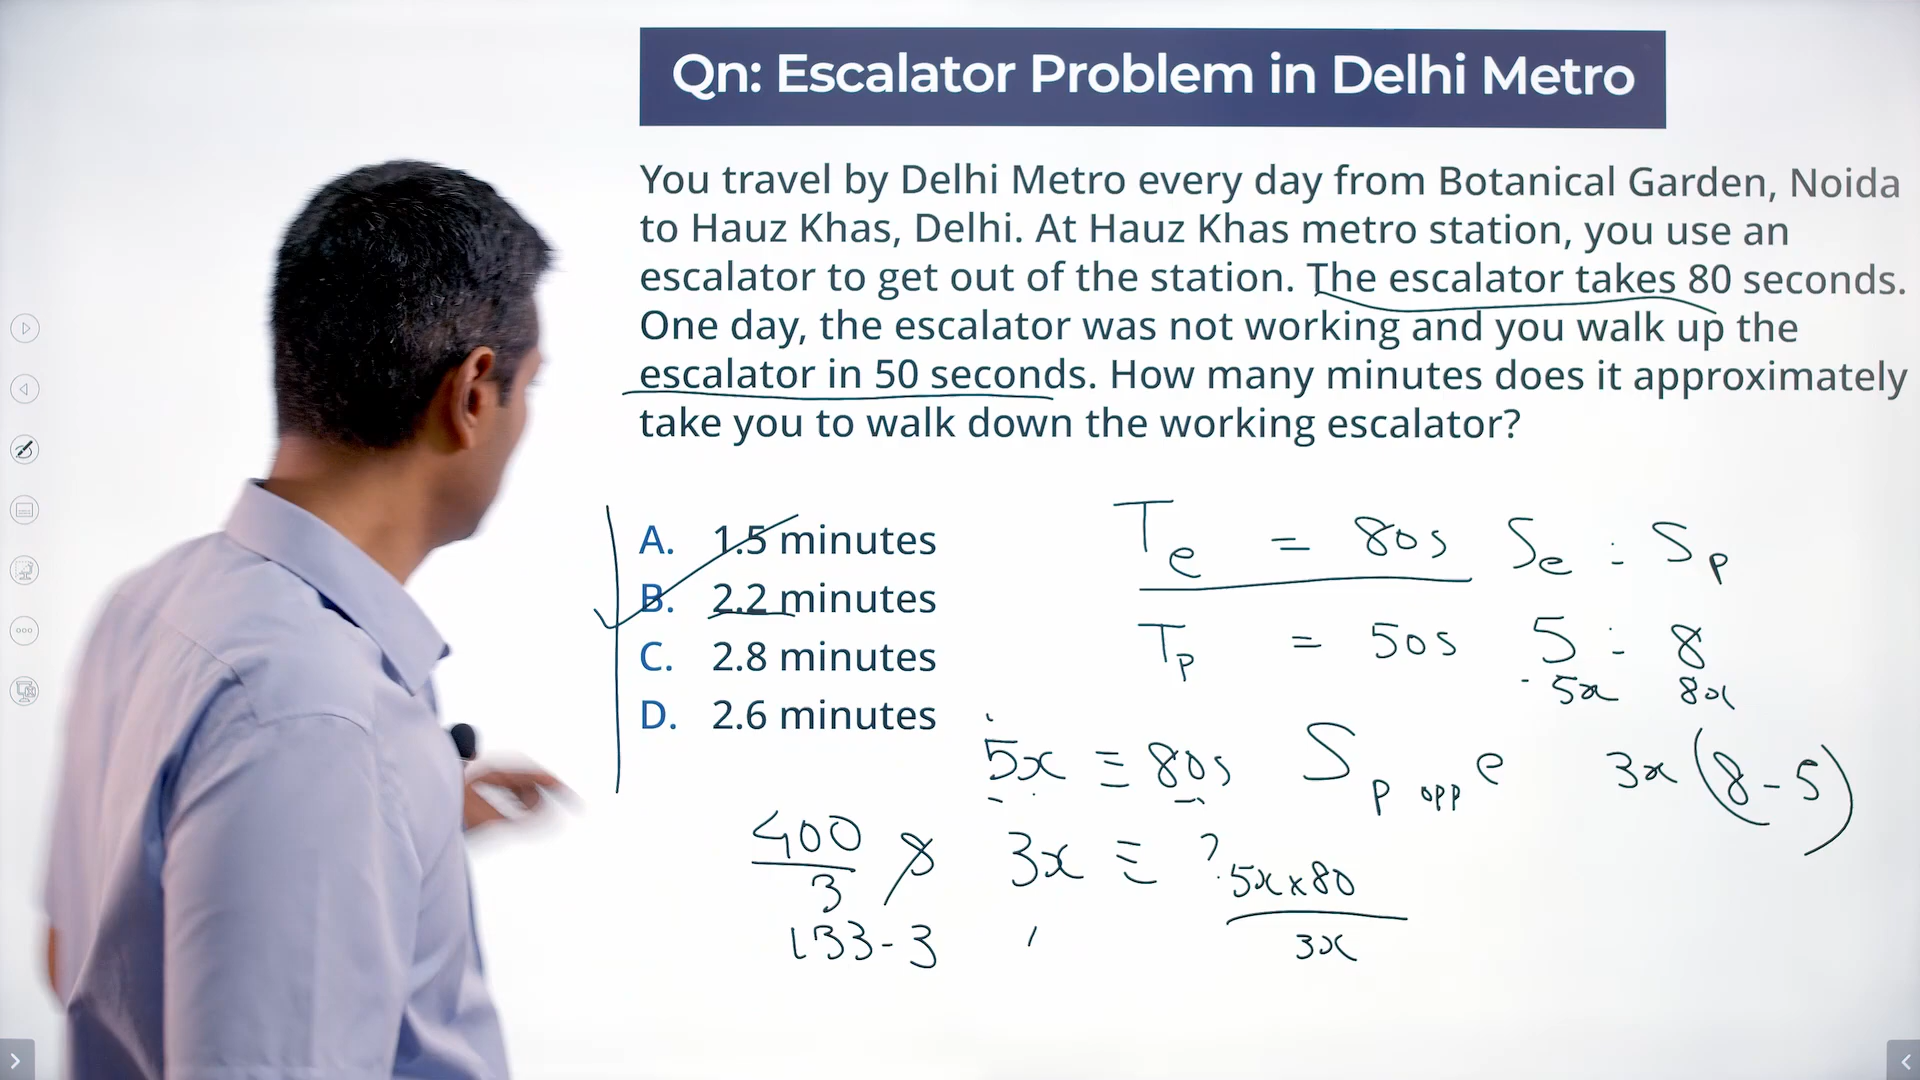 Qn: Escalator Problem in Delhi Metro
You travel by Delhi Metro every day from Botanical Garden, Noida
to Hauz Khas, Delhi. At Hauz Khas metro station, you use an
escalator to get out of the station. The escalator takes 80 seconds.
One day, the escalator was not working and you walk up the
escalator in 50 seconds. How many minutes does it approximately
take you to walk down the working escalator?
A. 1.5 minutes
B. 2.2 minutes
C. 2.8 minutes
D. 2.6 minutes
Te = 80s Se : Sp
Tp = 50s 5 : 8
5x 8x
5x ≡ 80s S p opp e 3x (8-5)
3x ≡ ? 5x x 80
3x
400
3
133-3